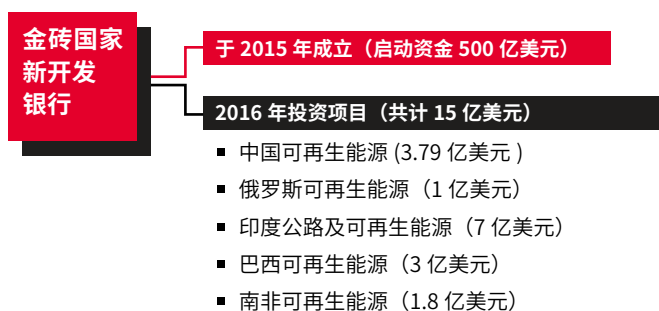 金砖国家
新开发
银行
于 2015 年成立（启动资金 500 亿美元）
2016 年投资项目（共计 15 亿美元）
▪ 中国可再生能源 (3.79 亿美元 )
▪ 俄罗斯可再生能源（1 亿美元）
▪ 印度公路及可再生能源（7 亿美元）
▪ 巴西可再生能源（3 亿美元）
▪ 南非可再生能源（1.8 亿美元）